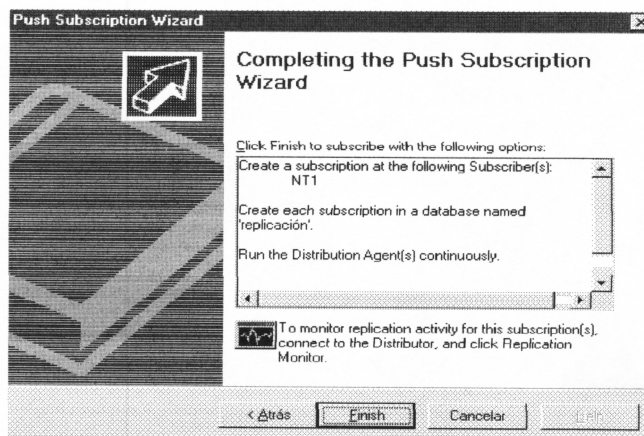 Push Subscription Wizard
Completing the Push Subscription
Wizard
Click Finish to subscribe with the following options:
Create a subscription at the following Subscriber(s):
NT1
Create each subscription in a database named
'replicación'.
Run the Distribution Agent(s) continuously.
To monitor replication activity for this subscription(s),
connect to the Distributor, and click Replication
Monitor.
< Atrás Finish Cancelar